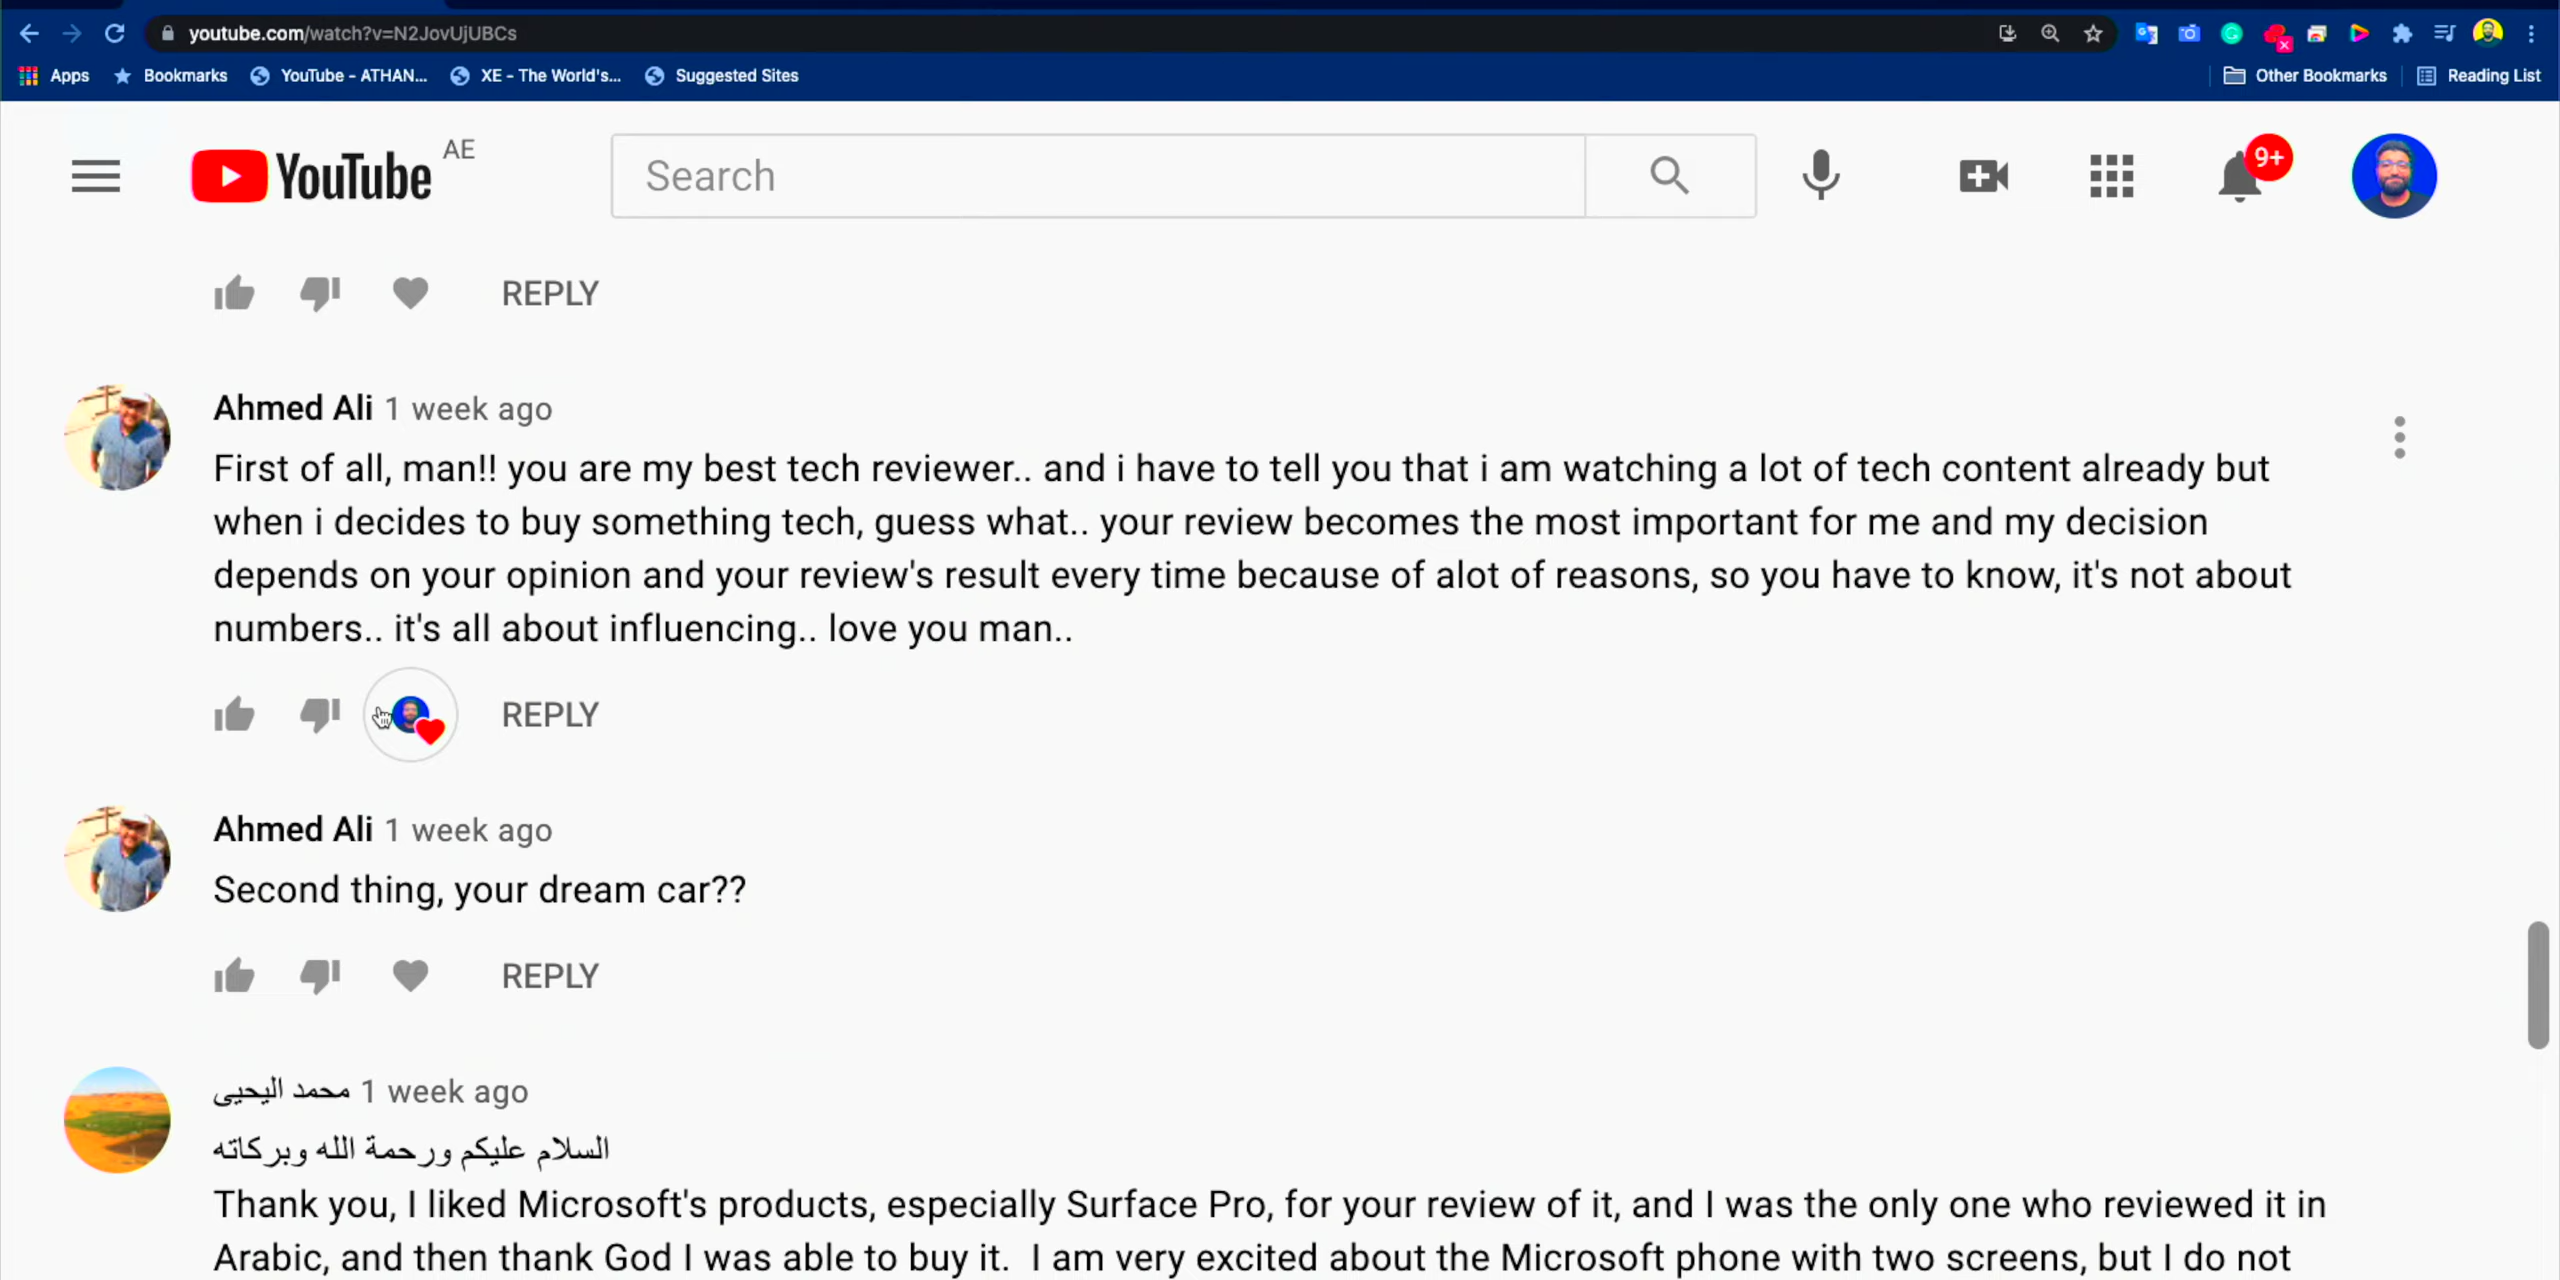 youtube.com/watch?v=N2JovUjUBCs
Apps Bookmarks YouTube - ATHAN... XE - The World's... Suggested Sites Other Bookmarks Reading List
YouTube AE
Search
9+
REPLY
Ahmed Ali 1 week ago
First of all, man!! you are my best tech reviewer.. and i have to tell you that i am watching a lot of tech content already but
when i decides to buy something tech, guess what.. your review becomes the most important for me and my decision
depends on your opinion and your review's result every time because of alot of reasons, so you have to know, it's not about
numbers.. it's all about influencing.. love you man..
REPLY
Ahmed Ali 1 week ago
Second thing, your dream car??
REPLY
محمد اليحيى 1 week ago
السلام عليكم ورحمة الله وبركاته
Thank you, I liked Microsoft's products, especially Surface Pro, for your review of it, and I was the only one who reviewed it in
Arabic, and then thank God I was able to buy it.  I am very excited about the Microsoft phone with two screens, but I do not